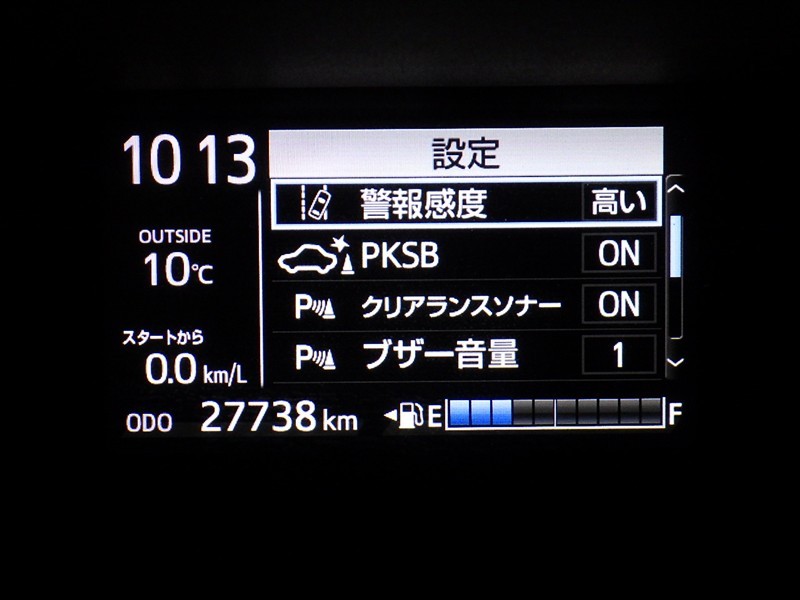 10 13
設定
警報感度 高い
OUTSIDE
10℃
PKSB ON
P クリアランスソナー ON
スタートから
0.0 km/L
P ブザー音量 1
ODO 27738 km E F